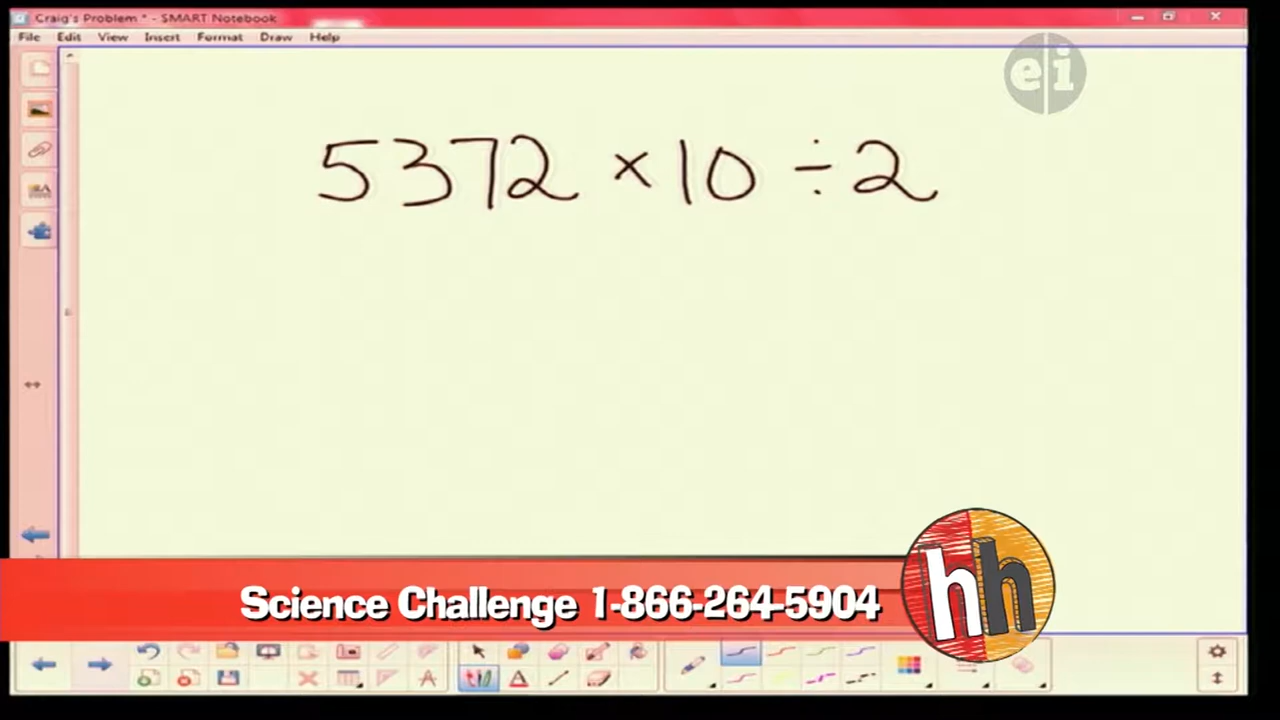 Craig's Problem * - SMART Notebook
File Edit View Insert Format Draw Help
ei
5372 × 10 ÷ 2
Science Challenge 1-866-264-5904
hh